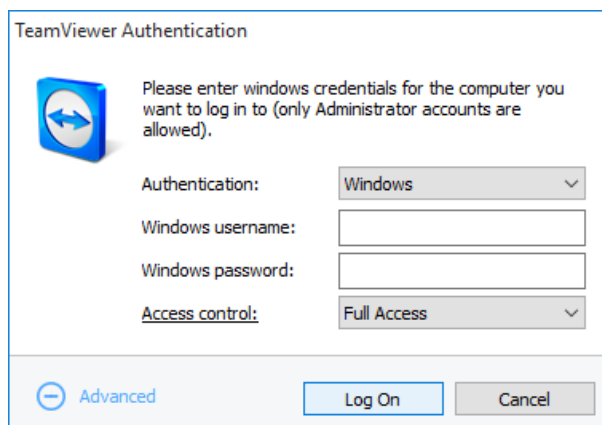 TeamViewer Authentication
Please enter windows credentials for the computer you
want to log in to (only Administrator accounts are
allowed).
Authentication: Windows
Windows username:
Windows password:
Access control: Full Access
Advanced Log On Cancel